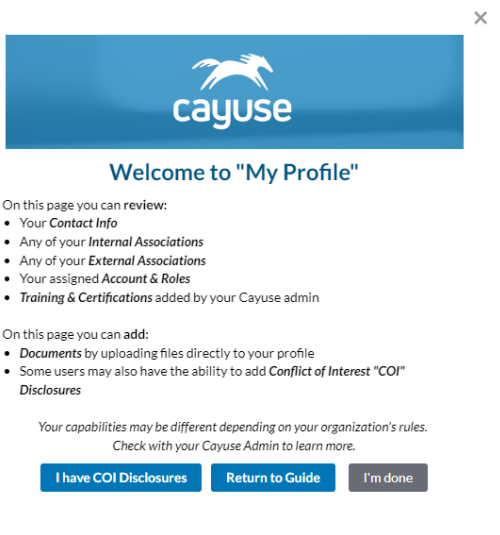 cayuse
Welcome to "My Profile"
On this page you can review:
• Your Contact Info
• Any of your Internal Associations
• Any of your External Associations
• Your assigned Account & Roles
• Training & Certifications added by your Cayuse admin
On this page you can add:
• Documents by uploading files directly to your profile
• Some users may also have the ability to add Conflict of Interest "COI"
Disclosures
Your capabilities may be different depending on your organization's rules.
Check with your Cayuse Admin to learn more.
I have COI Disclosures Return to Guide I'm done